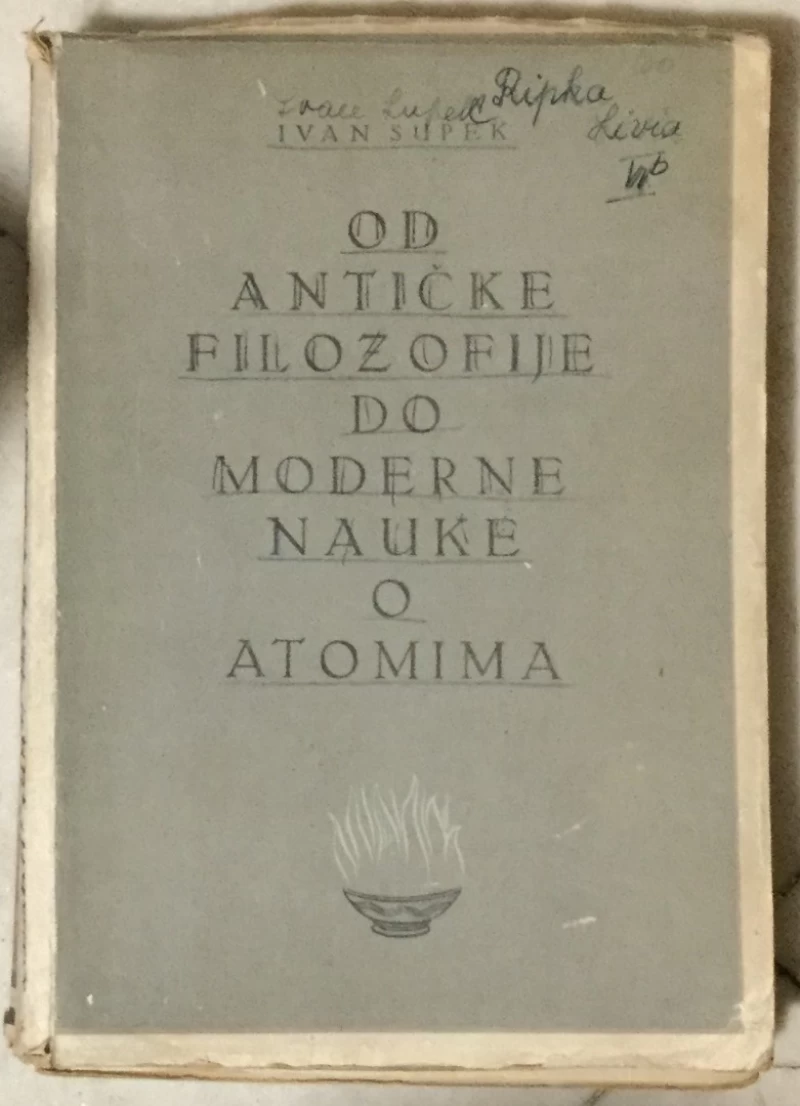 Ripka
Livia
IVAN SUPEK
OD
ANTIČKE
FILOZOFIJE
DO
MODERNE
NAUKE
O
ATOMIMA